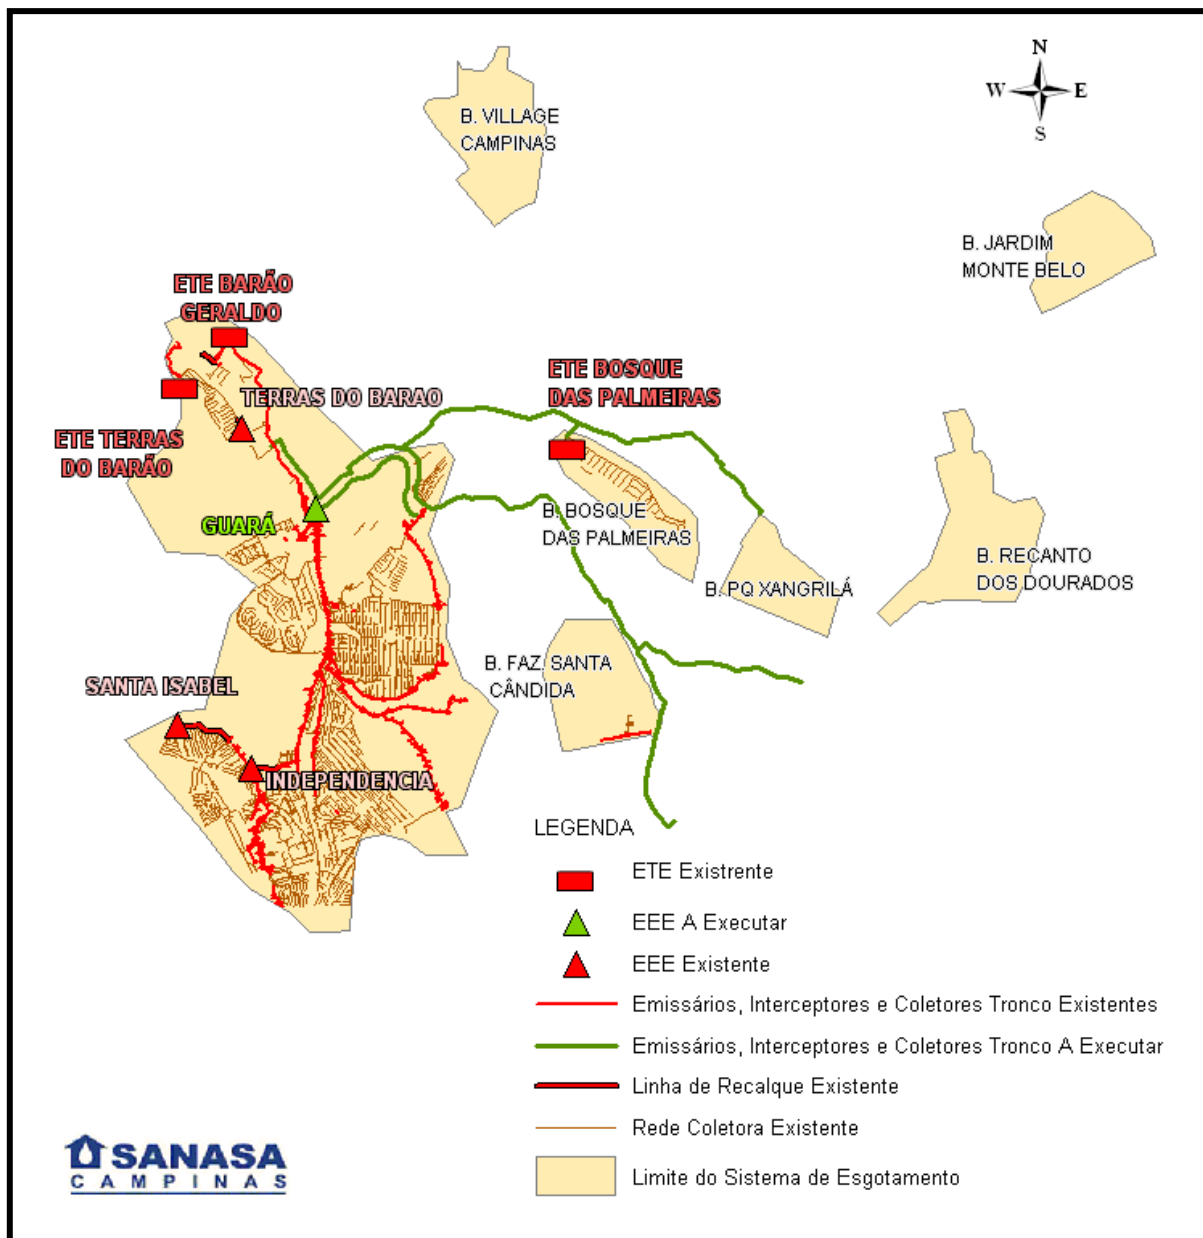 N
W E
S
B. VILLAGE
CAMPINAS
B. JARDIM
MONTE BELO
ETE BARÃO
GERALDO
ETE BOSQUE
DAS PALMEIRAS
TERRAS DO BARAO
ETE TERRAS
DO BARÃO
GUARÁ
B. BOSQUE
DAS PALMEIRAS
B. RECANTO
DOS DOURADOS
B. PQ XANGRILÁ
B. FAZ. SANTA
CÂNDIDA
SANTA ISABEL
INDEPENDENCIA
LEGENDA
ETE Existrente
EEE A Executar
EEE Existente
Emissários, Interceptores e Coletores Tronco Existentes
Emissários, Interceptores e Coletores Tronco A Executar
Linha de Recalque Existente
Rede Coletora Existente
Limite do Sistema de Esgotamento
SANASA
CAMPINAS